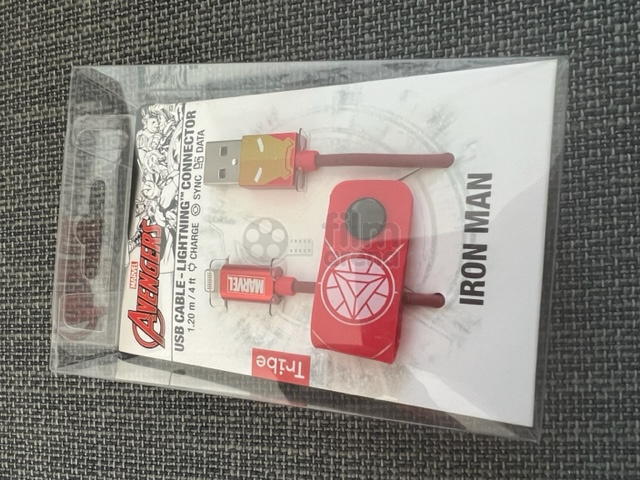 MARVEL
AVENGERS
USB CABLE - LIGHTNING™ CONNECTOR
1.20 m / 4 ft CHARGE SYNC DATA
MARVEL
Tribe
IRON MAN